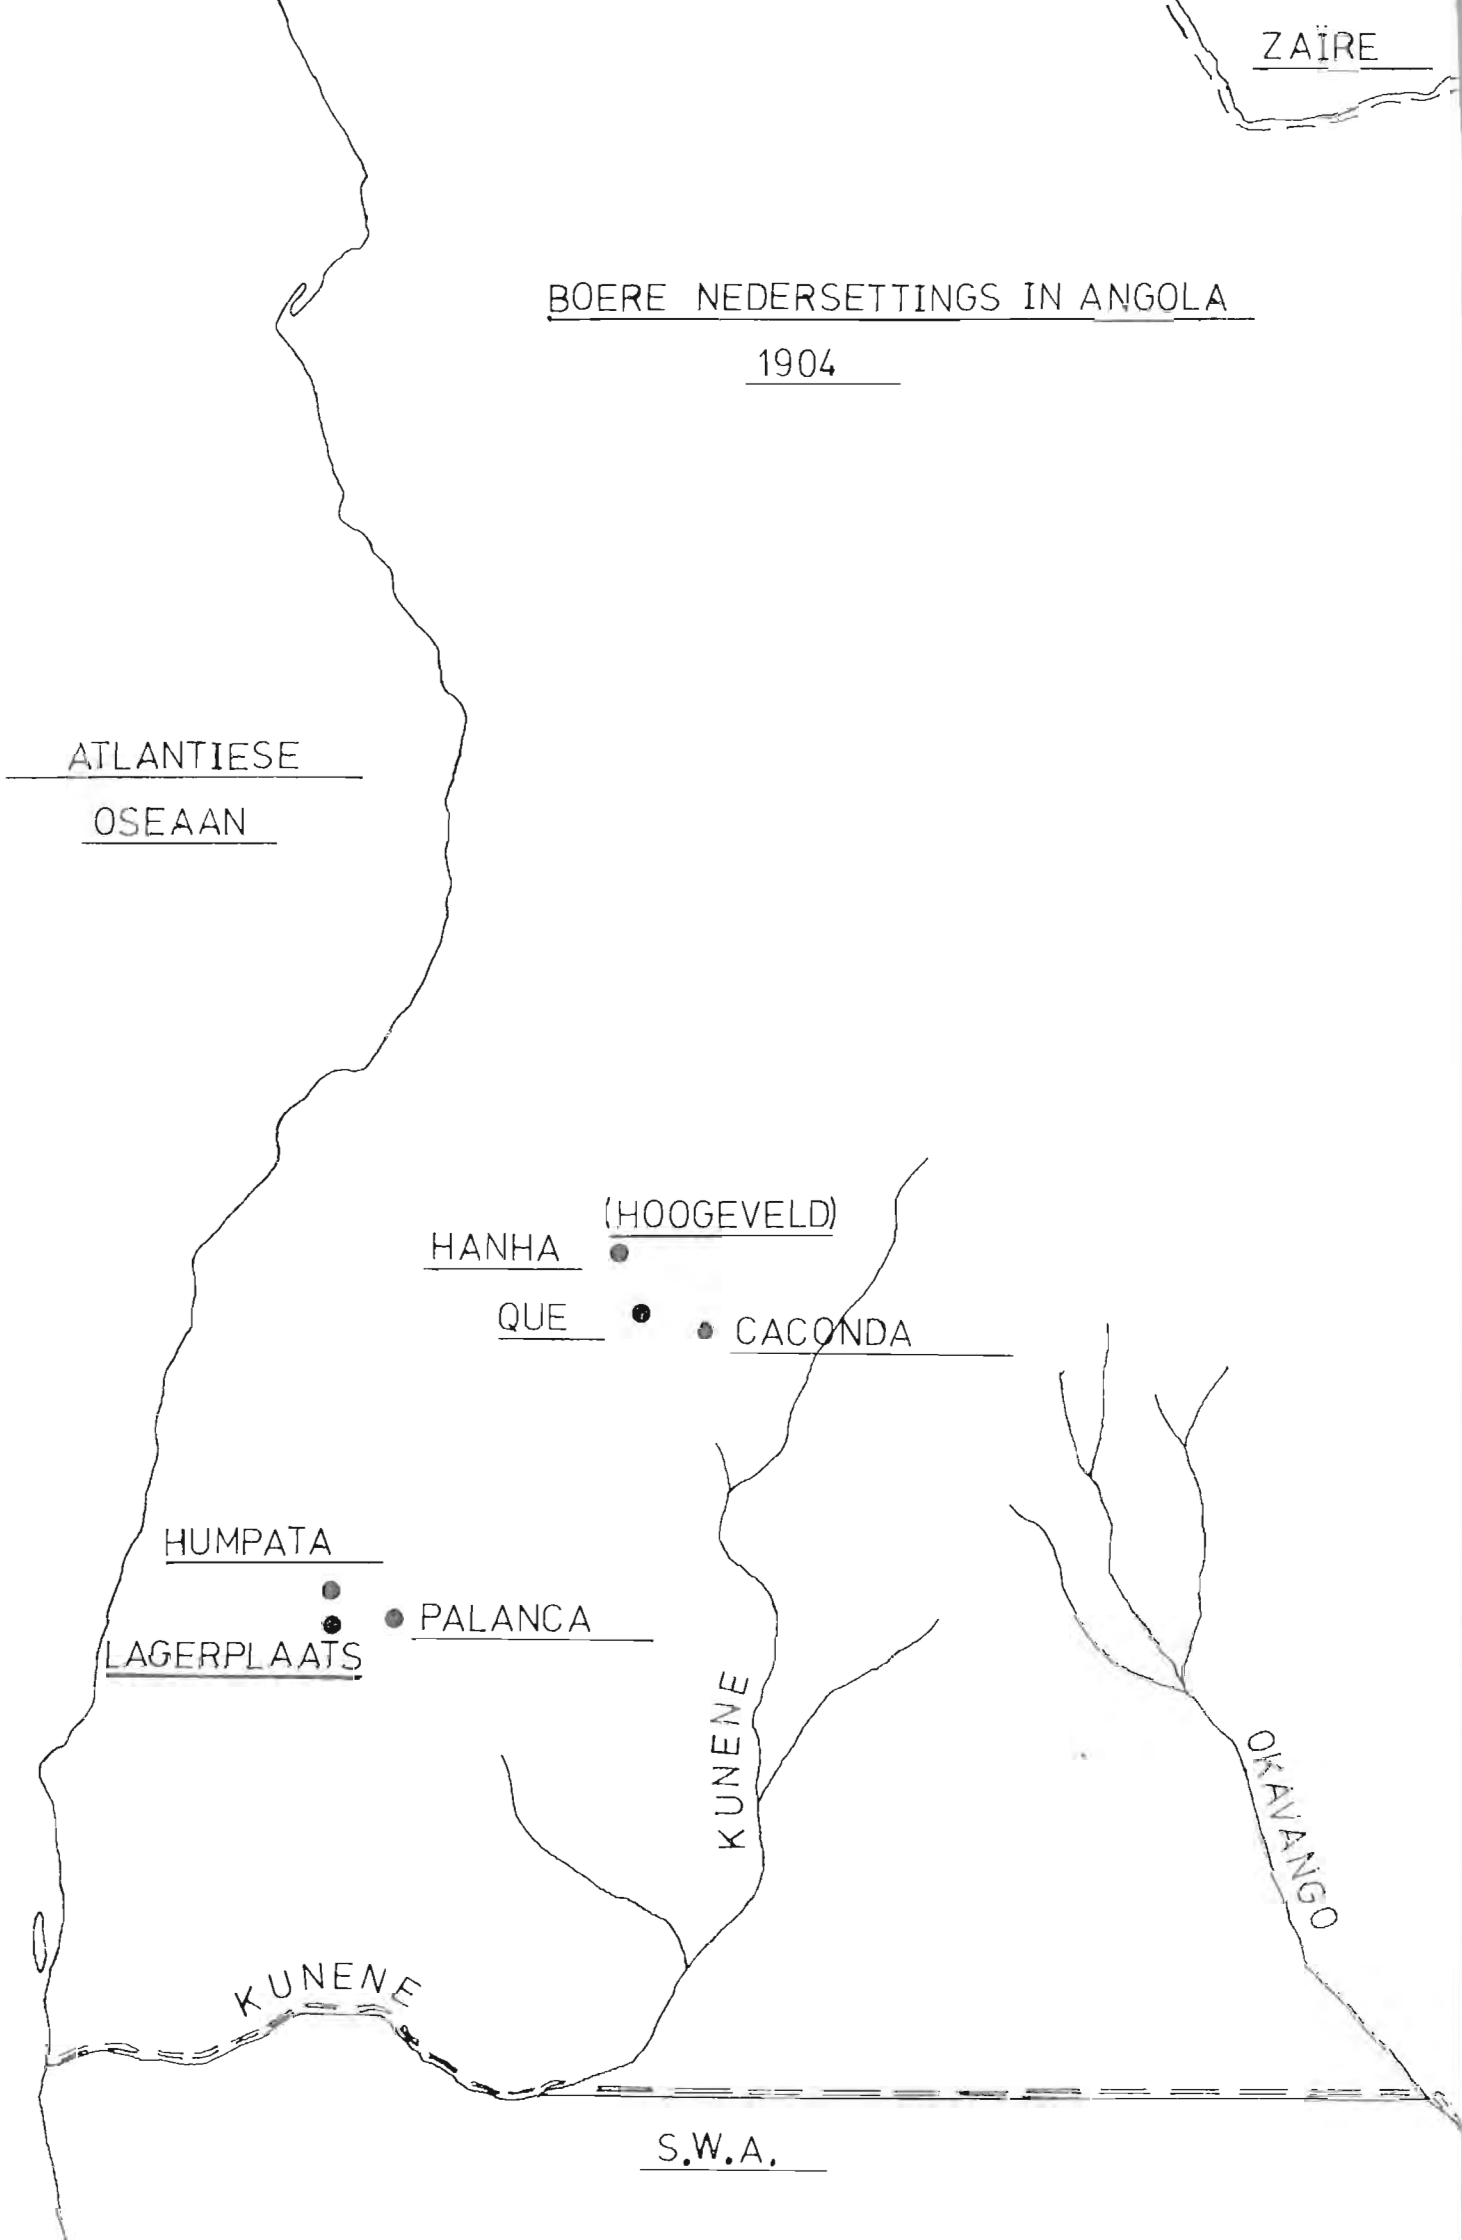 ZAÏRE
BOERE NEDERSETTINGS IN ANGOLA
1904
ATLANTIESE
OSEAAN
(HOOGEVELD)
HANHA
QUE
CACONDA
HUMPATA
PALANCA
LAGERPLAATS
KUNENE
OKAVANGO
KUNENE
S.W.A.